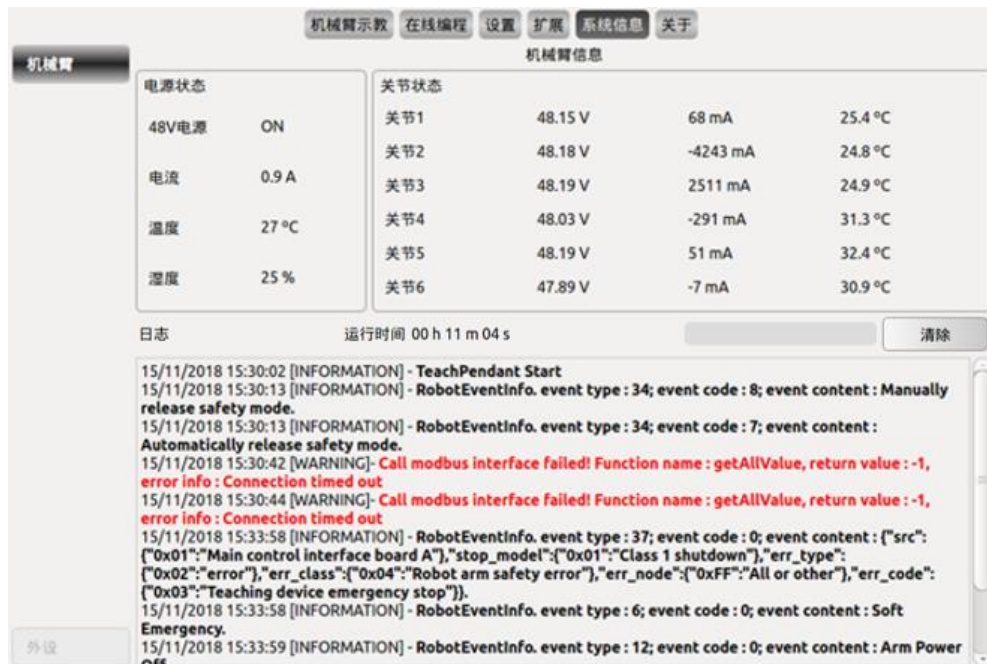 机械臂示教 在线编程 设置 扩展 系统信息 关于
机械臂信息
机械臂
电源状态
48V电源 ON
电流 0.9 A
温度 27 ºC
湿度 25 %
关节状态
关节1 48.15 V 68 mA 25.4 ºC
关节2 48.18 V -4243 mA 24.8 ºC
关节3 48.19 V 2511 mA 24.9 ºC
关节4 48.03 V -291 mA 31.3 ºC
关节5 48.19 V 51 mA 32.4 ºC
关节6 47.89 V -7 mA 30.9 ºC
日志 运行时间 00 h 11 m 04 s 清除
15/11/2018 15:30:02 [INFORMATION] - TeachPendant Start
15/11/2018 15:30:13 [INFORMATION] - RobotEventInfo. event type : 34; event code : 8; event content : Manually
release safety mode.
15/11/2018 15:30:13 [INFORMATION] - RobotEventInfo. event type : 34; event code : 7; event content :
Automatically release safety mode.
15/11/2018 15:30:42 [WARNING]- Call modbus interface failed! Function name : getAllValue, return value : -1,
error info : Connection timed out
15/11/2018 15:30:44 [WARNING]- Call modbus interface failed! Function name : getAllValue, return value : -1,
error info : Connection timed out
15/11/2018 15:33:58 [INFORMATION] - RobotEventInfo. event type : 37; event code : 0; event content : {"src":
{"0x01":"Main control interface board A"},"stop_model":{"0x01":"Class 1 shutdown"},"err_type":
{"0x02":"error"},"err_class":{"0x04":"Robot arm safety error"},"err_node":{"0xFF":"All or other"},"err_code":
{"0x03":"Teaching device emergency stop"}}.
15/11/2018 15:33:58 [INFORMATION] - RobotEventInfo. event type : 6; event code : 0; event content : Soft
Emergency.
15/11/2018 15:33:59 [INFORMATION] - RobotEventInfo. event type : 12; event code : 0; event content : Arm Power
Off
外设